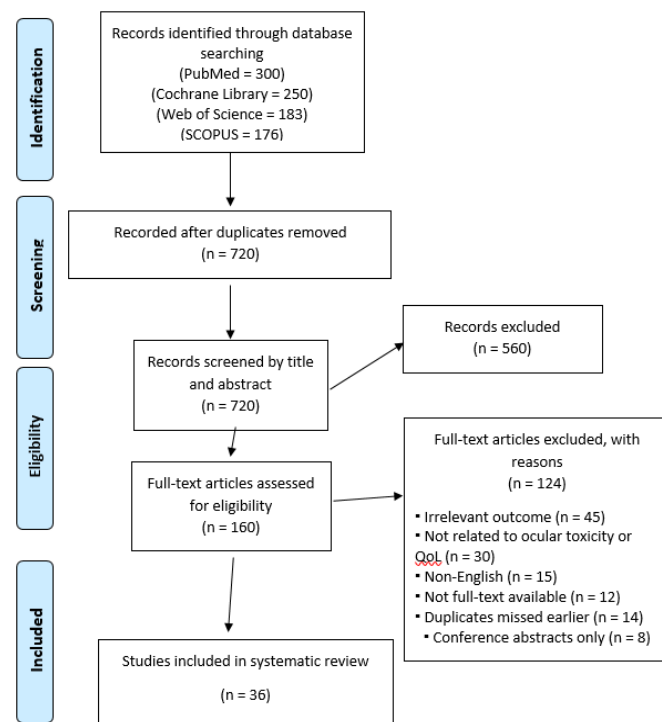 Identification
Records identified through database
searching
(PubMed = 300)
(Cochrane Library = 250)
(Web of Science = 183)
(SCOPUS = 176)
Screening
Recorded after duplicates removed
(n = 720)
Records screened by title
and abstract
(n = 720)
Records excluded
(n = 560)
Eligibility
Full-text articles assessed
for eligibility
(n = 160)
Full-text articles excluded, with
reasons
(n = 124)
▪ Irrelevant outcome (n = 45)
▪ Not related to ocular toxicity or
QoL (n = 30)
▪ Non-English (n = 15)
▪ Not full-text available (n = 12)
▪ Duplicates missed earlier (n = 14)
▪ Conference abstracts only (n = 8)
Included
Studies included in systematic review
(n = 36)